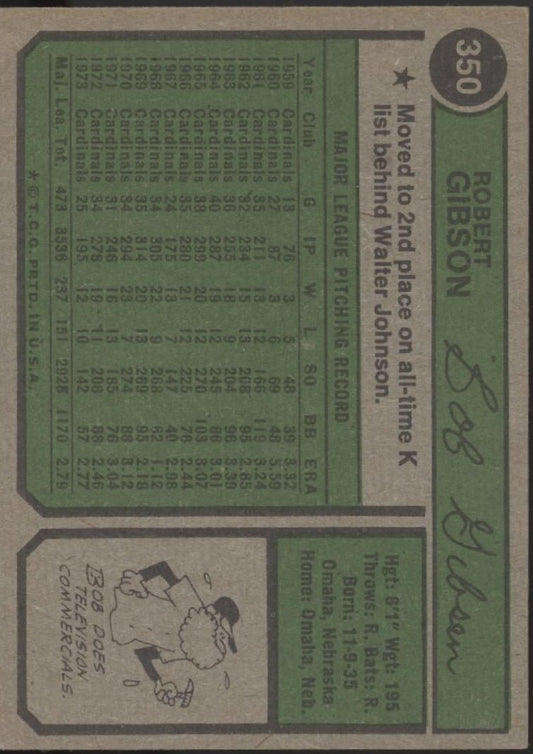 350
ROBERT
GIBSON
Bob Gibson
★ Moved to 2nd place on all-time K
list behind Walter Johnson.
MAJOR LEAGUE PITCHING RECORD
Year Club G IP W L SO BB ERA
1959 Cardinals 13 76 3 5 48 39 3.32
1960 Cardinals 27 87 3 6 69 48 5.59
1961 Cardinals 35 211 13 12 166 119 3.24
1962 Cardinals 32 234 15 13 208 95 2.85
1963 Cardinals 36 255 18 9 204 96 3.39
1964 Cardinals 40 287 19 12 245 86 3.01
1965 Cardinals 38 299 20 12 270 103 3.07
1966 Cardinals 35 280 21 12 225 78 2.44
1967 Cardinals 24 175 13 7 147 40 2.98
1968 Cardinals 34 305 22 9 268 62 1.12
1969 Cardinals 35 314 20 13 269 95 2.18
1970 Cardinals 34 294 23 7 274 88 3.12
1971 Cardinals 31 246 16 13 185 76 3.04
1972 Cardinals 34 278 19 11 208 88 2.46
1973 Cardinals 25 195 12 10 142 57 2.77
Maj. Lea. Tot. 473 3536 237 151 2928 1170 2.79
* © T.C.G. PRTD. IN U.S.A.
Hgt: 6'1" Wgt: 195
Throws: R. Bats: R.
Born: 11-9-35
Omaha, Nebraska
Home: Omaha, Neb.
BOB DOES
TELEVISION
COMMERCIALS.